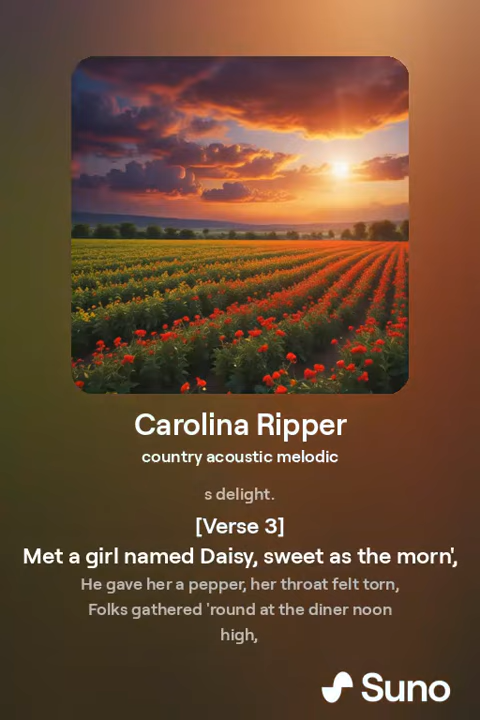 Carolina Ripper
country acoustic melodic
s delight.
[Verse 3]
Met a girl named Daisy, sweet as the morn',
He gave her a pepper, her throat felt torn,
Folks gathered 'round at the diner noon
high,
Suno